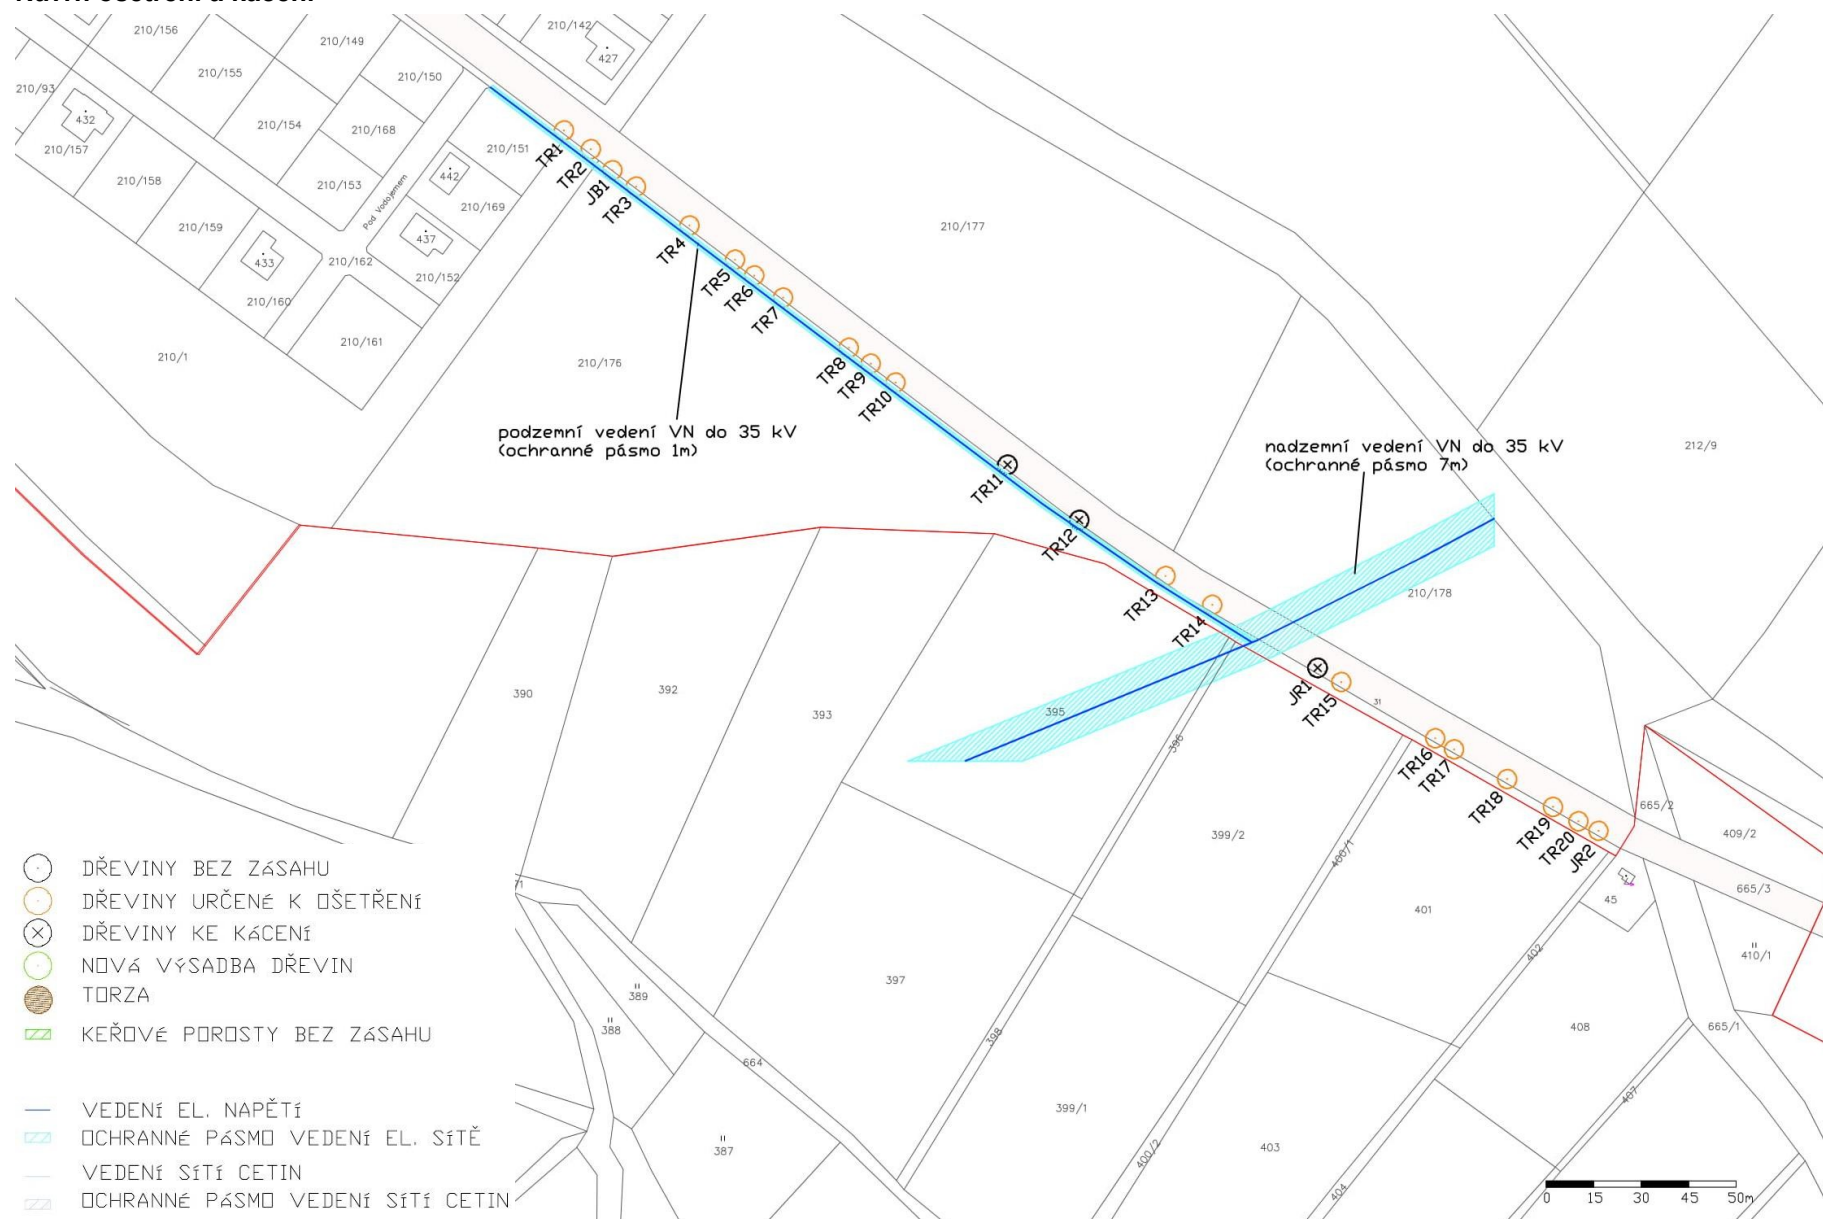 210/156
210/149
210/142
427
210/155
210/150
210/93
432
210/154
210/168
210/157
210/151
TR1
TR2
JB1
TR3
442
210/158
210/153
Pod Vodojemem
210/169
210/159
437
TR4
210/177
433
210/162
210/152
TR5
TR6
TR7
210/160
210/161
210/1
210/176
TR8
TR9
TR10
podzemní vedení VN do 35 kV
(ochranné pásmo 1m)
nadzemní vedení VN do 35 kV
(ochranné pásmo 7m)
212/9
TR11
TR12
TR13
TR14
210/178
390
392
393
395
396
JR1
TR15
31
TR16
TR17
TR18
TR19
TR20
JR2
665/2
409/2
399/2
400/1
401
665/3
45
402
II
410/1
397
II
389
II
388
398
408
665/1
664
399/1
407
II
387
400/2
403
404
DŘEVINY BEZ ZÁSAHU
DŘEVINY URČENÉ K OŠETŘENÍ
DŘEVINY KE KÁCENÍ
NOVÁ VÝSADBA DŘEVIN
TORZA
KEŘOVÉ POROSTY BEZ ZÁSAHU
VEDENÍ EL. NAPĚTÍ
OCHRANNÉ PÁSMO VEDENÍ EL. SÍTĚ
VEDENÍ SÍTÍ CETIN
OCHRANNÉ PÁSMO VEDENÍ SÍTÍ CETIN
0 15 30 45 50m